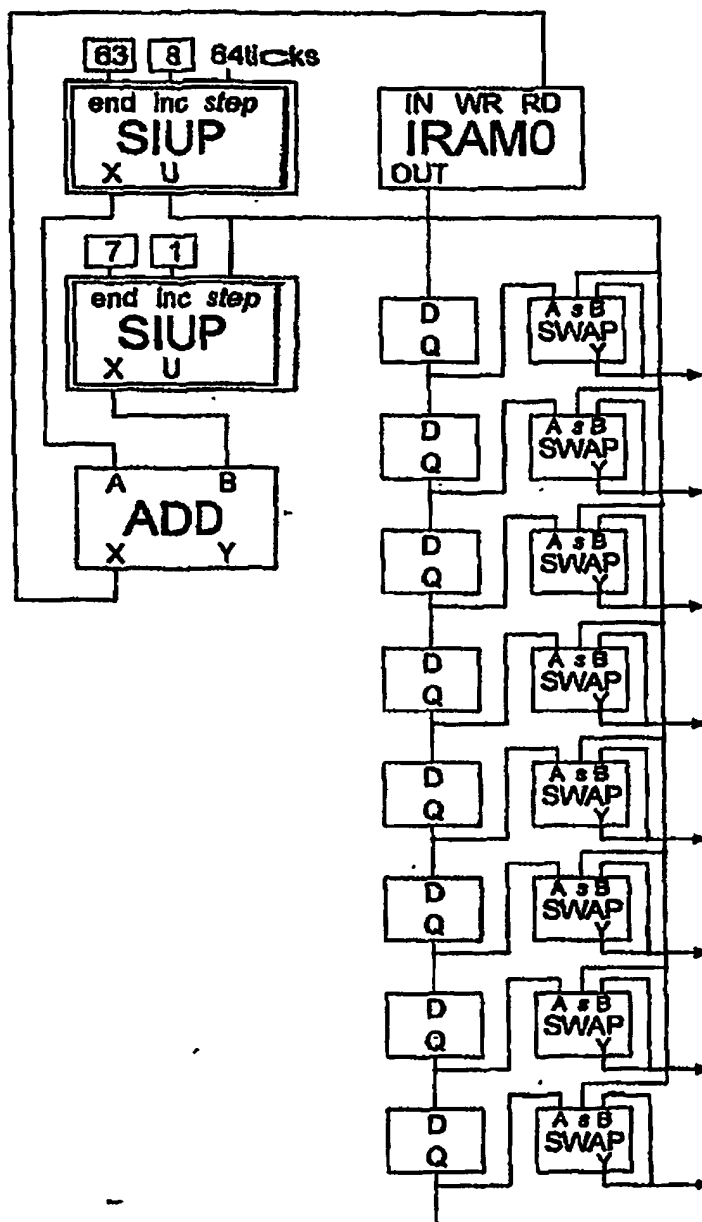 63 8 64ticks
end inc step
SIUP
X U
7 1
end inc step
SIUP
X U
A B
ADD
X Y
IN WR RD
IRAM0
OUT
D
Q
A s B
SWAP
Y
D
Q
A s B
SWAP
Y
D
Q
A s B
SWAP
Y
D
Q
A s B
SWAP
Y
D
Q
A s B
SWAP
Y
D
Q
A s B
SWAP
Y
D
Q
A s B
SWAP
Y
D
Q
A s B
SWAP
Y